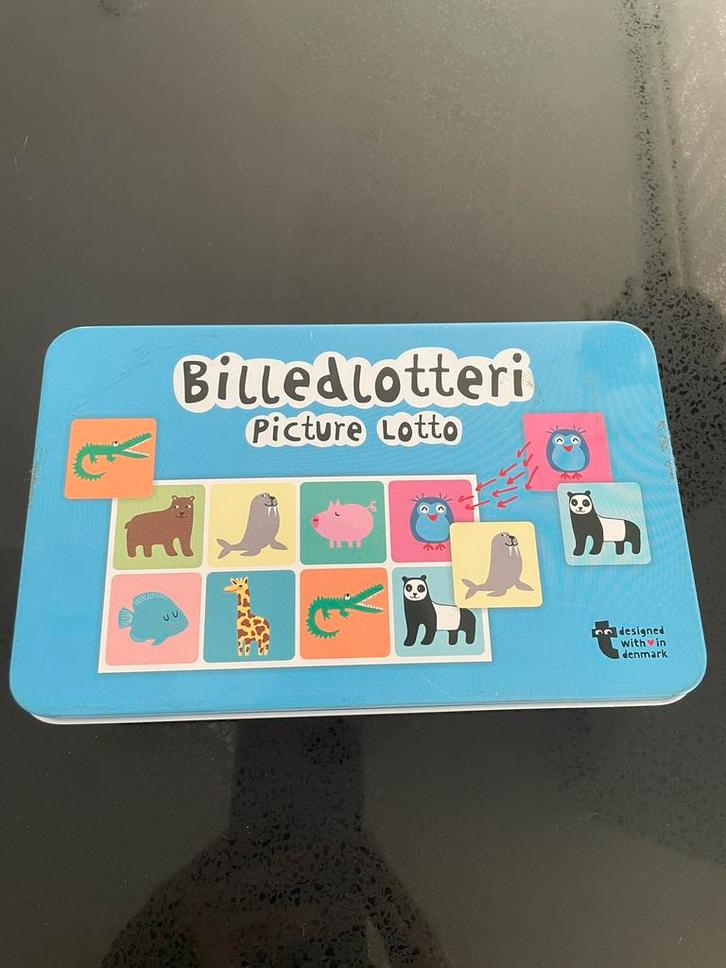 Billedlotteri
Picture Lotto
designed
with♥in
denmark